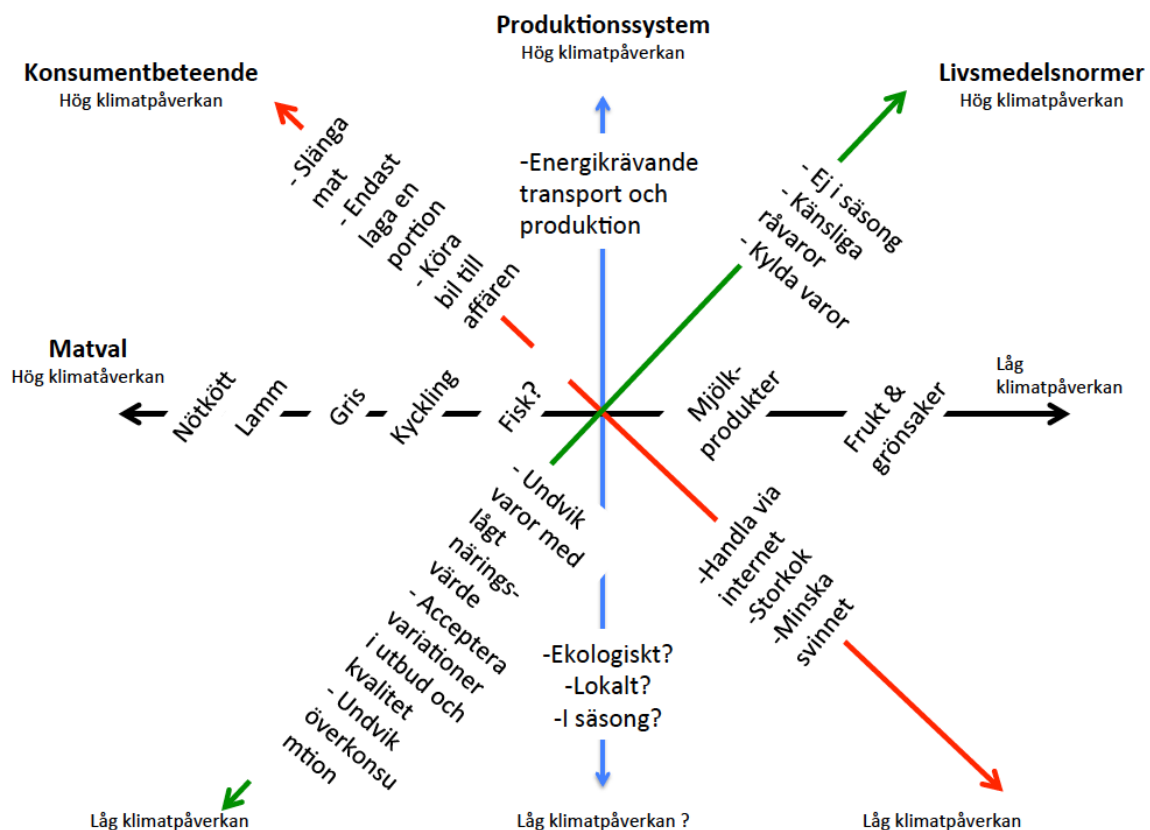 Produktionssystem
Hög klimatpåverkan
Konsumentbeteende
Hög klimatpåverkan
Livsmedelsnormer
Hög klimatpåverkan
- Slänga
mat
- Endast
laga en
portion
- Köra
bil till
affären
-Energikrävande
transport och
produktion
- Ej i säsong
- Känsliga
råvaror
- Kylda varor
Matval
Hög klimatåverkan
Låg
klimatpåverkan
Nötkött
Lamm
Gris
Kyckling
Fisk?
Mjölk-
produkter
Frukt &
grönsaker
- Undvik
varor med
lågt
närings-
värde
- Acceptera
variationer
i utbud och
kvalitet
- Undvik
överkonsu
mtion
-Ekologiskt?
-Lokalt?
-I säsong?
-Handla via
internet
-Storkok
-Minska
svinnet
Låg klimatpåverkan
Låg klimatpåverkan ?
Låg klimatpåverkan